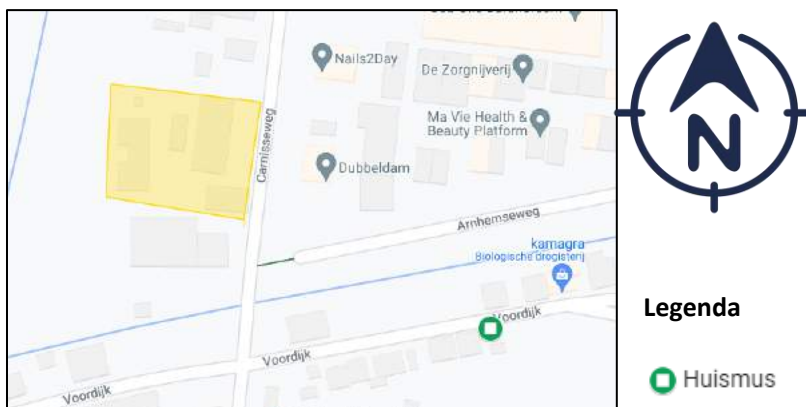 Nails2Day
De Zorgnijverij
Ma Vie Health &
Beauty Platform
Carnisseweg
Dubbeldam
Arnhemseweg
kamagra
Biologische drogisterij
Voordijk
Voordijk
Voordijk
N
Legenda
Huismus